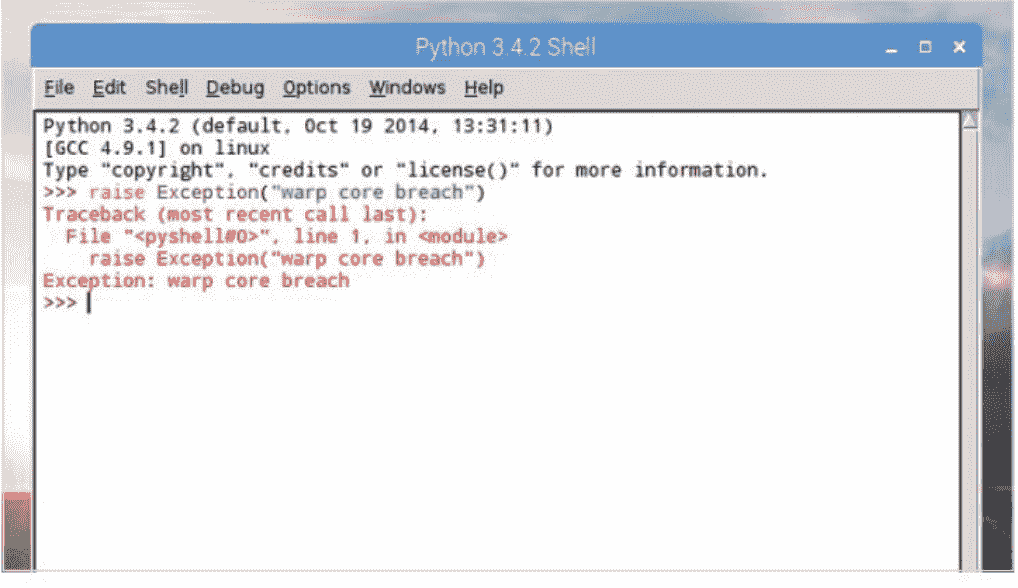 Python 3.4.2 Shell
File Edit Shell Debug Options Windows Help
Python 3.4.2 (default, Oct 19 2014, 13:31:11)
[GCC 4.9.1] on linux
Type "copyright", "credits" or "license()" for more information.
>>> raise Exception("warp core breach")
Traceback (most recent call last):
  File "<pyshell#0>", line 1, in <module>
    raise Exception("warp core breach")
Exception: warp core breach
>>>